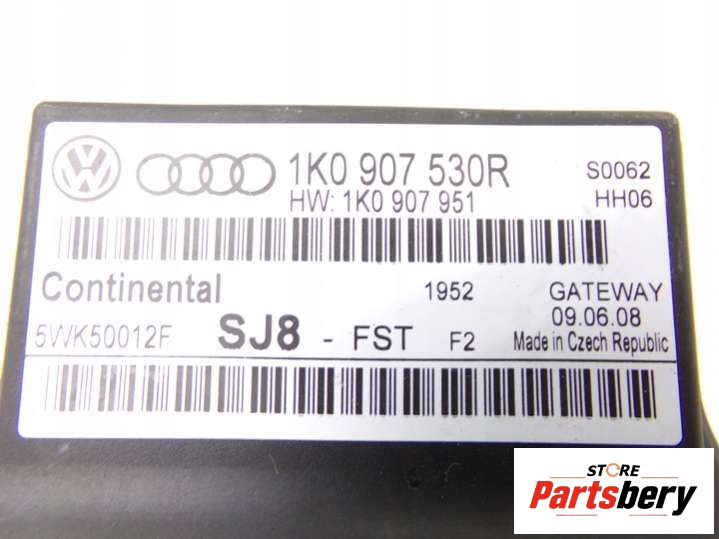 1K0 907 530R
S0062
HW: 1K0 907 951
HH06
Continental
1952
GATEWAY
09.06.08
5WK50012F
SJ8 - FST F2
Made in Czech Republic
STORE
Partsbery